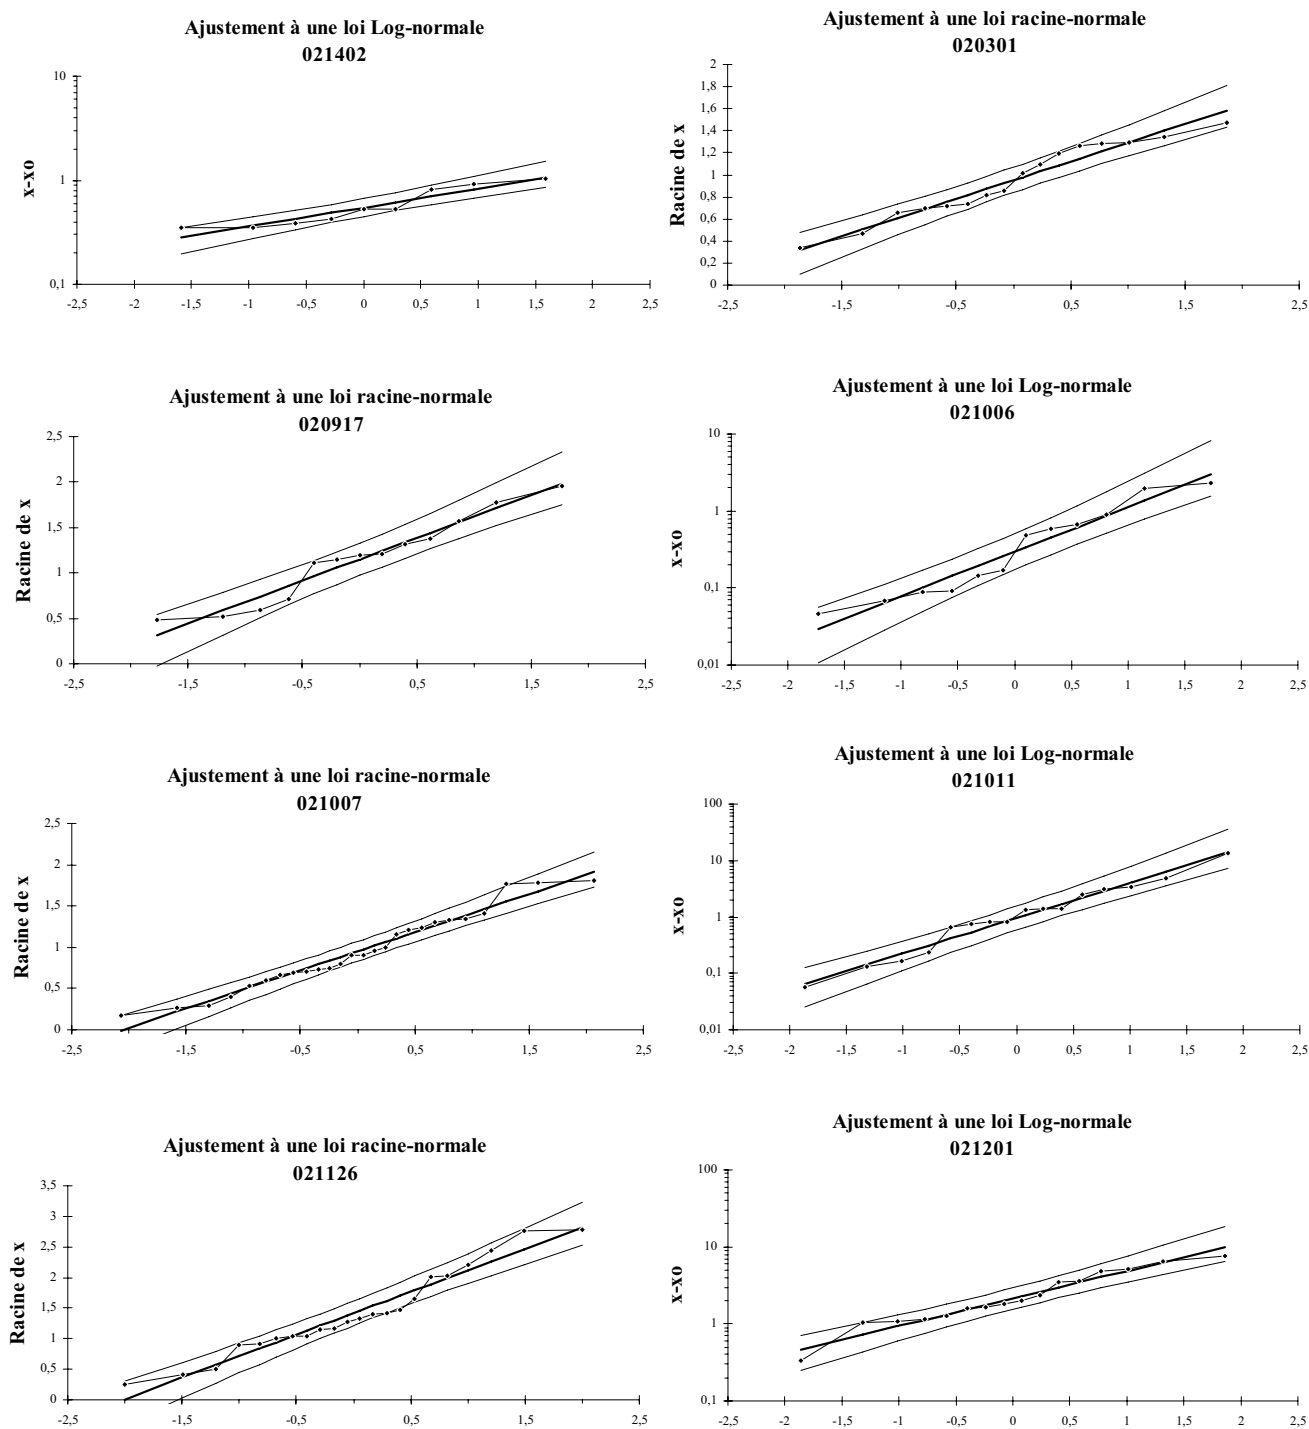 Ajustement à une loi Log-normale
021402
x-xo
10
1
0,1
-2,5 -2 -1,5 -1 -0,5 0 0,5 1 1,5 2 2,5
Ajustement à une loi racine-normale
020301
Racine de x
2
1,8
1,6
1,4
1,2
1
0,8
0,6
0,4
0,2
0
-2,5 -1,5 -0,5 0,5 1,5 2,5
Ajustement à une loi racine-normale
020917
Racine de x
2,5
2
1,5
1
0,5
0
-2,5 -1,5 -0,5 0,5 1,5 2,5
Ajustement à une loi Log-normale
021006
x-xo
10
1
0,1
0,01
-2,5 -2 -1,5 -1 -0,5 0 0,5 1 1,5 2 2,5
Ajustement à une loi racine-normale
021007
Racine de x
2,5
2
1,5
1
0,5
0
-2,5 -1,5 -0,5 0,5 1,5 2,5
Ajustement à une loi Log-normale
021011
x-xo
100
10
1
0,1
0,01
-2,5 -2 -1,5 -1 -0,5 0 0,5 1 1,5 2 2,5
Ajustement à une loi racine-normale
021126
Racine de x
3,5
3
2,5
2
1,5
1
0,5
0
-2,5 -1,5 -0,5 0,5 1,5 2,5
Ajustement à une loi Log-normale
021201
x-xo
100
10
1
0,1
-2,5 -2 -1,5 -1 -0,5 0 0,5 1 1,5 2 2,5